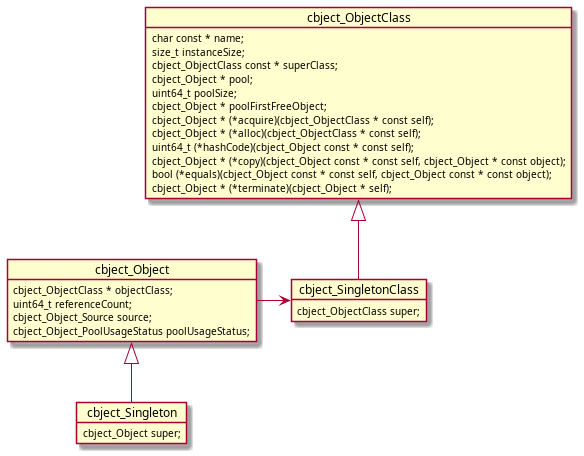 cbject_ObjectClass
char const * name;
size_t instanceSize;
cbject_ObjectClass const * superClass;
cbject_Object * pool;
uint64_t poolSize;
cbject_Object * poolFirstFreeObject;
cbject_Object * (*acquire)(cbject_ObjectClass * const self);
cbject_Object * (*alloc)(cbject_ObjectClass * const self);
uint64_t (*hashCode)(cbject_Object const * const self);
cbject_Object * (*copy)(cbject_Object const * const self, cbject_Object * const object);
bool (*equals)(cbject_Object const * const self, cbject_Object const * const object);
cbject_Object * (*terminate)(cbject_Object * self);
cbject_Object
cbject_ObjectClass * objectClass;
uint64_t referenceCount;
cbject_Object_Source source;
cbject_Object_PoolUsageStatus poolUsageStatus;
cbject_SingletonClass
cbject_ObjectClass super;
cbject_Singleton
cbject_Object super;